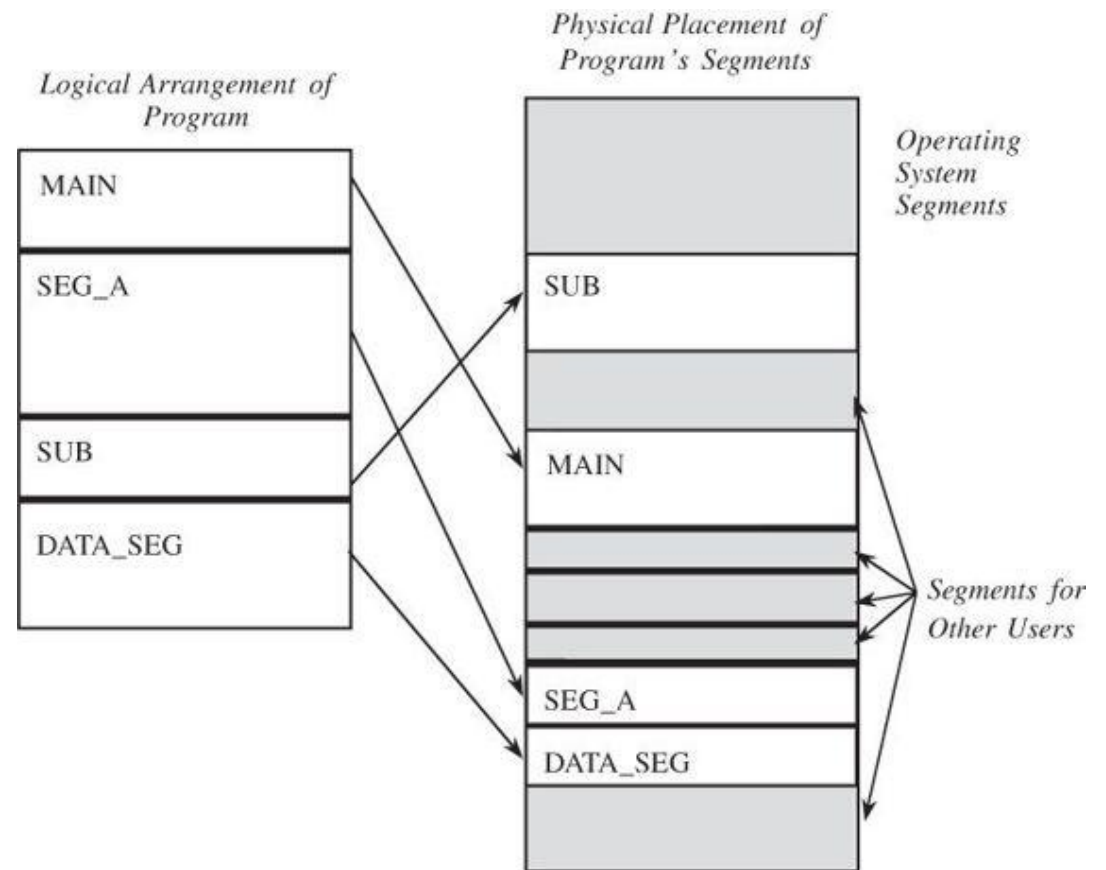 Physical Placement of
Program's Segments
Logical Arrangement of
Program
Operating
System
Segments
MAIN
SEG_A
SUB
DATA_SEG
SUB
MAIN
SEG_A
DATA_SEG
Segments for
Other Users